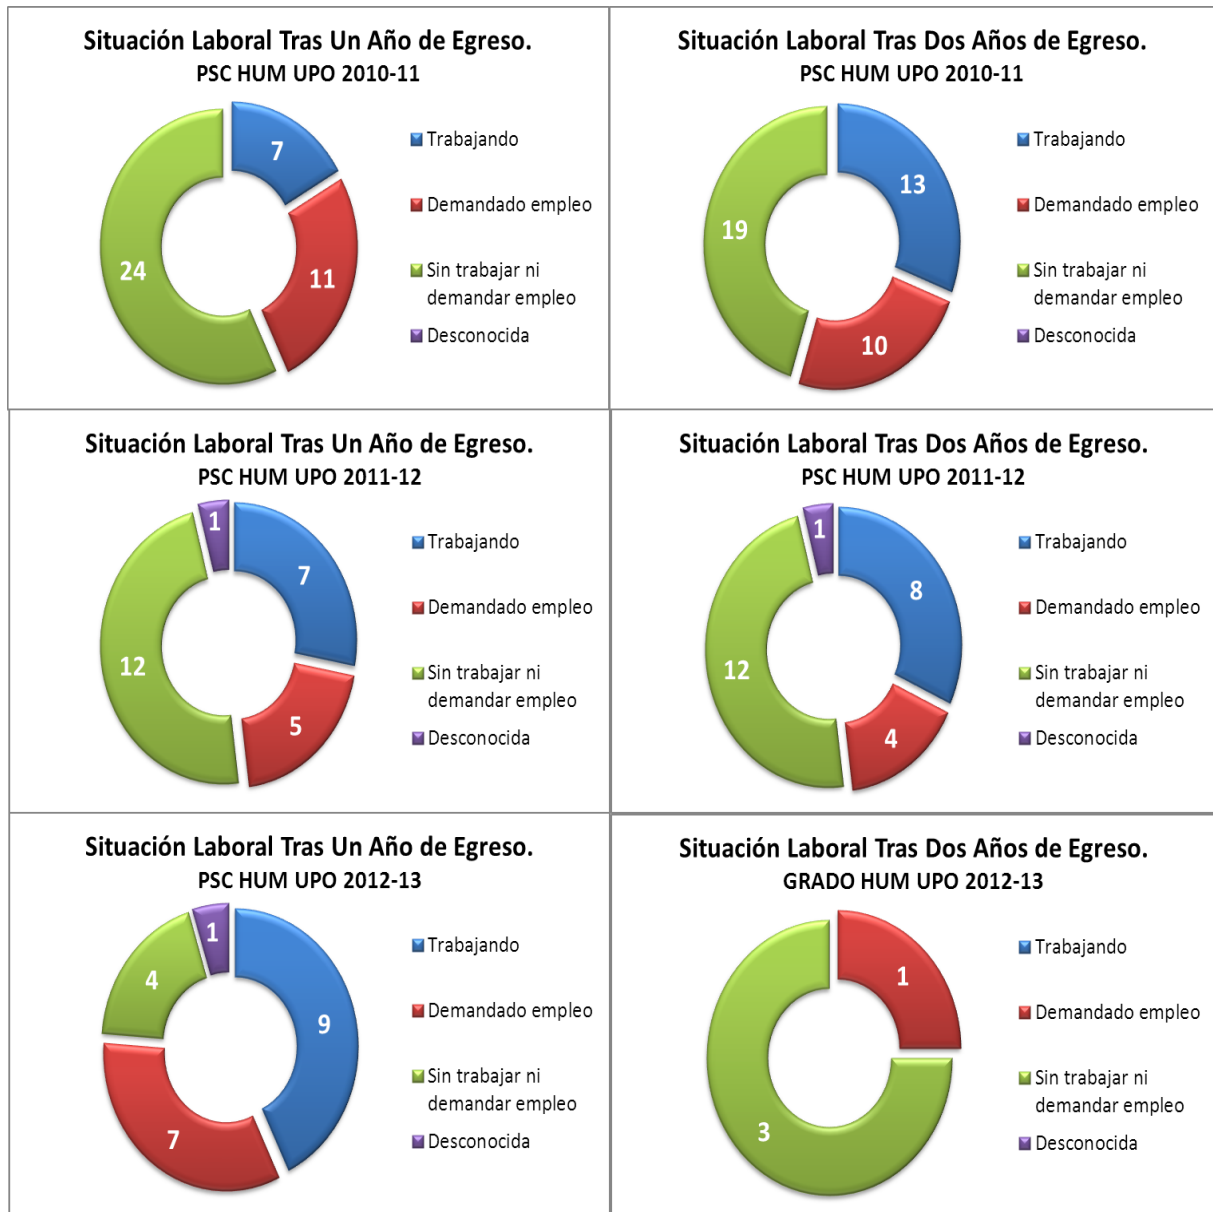 Situación Laboral Tras Un Año de Egreso.
PSC HUM UPO 2010-11
7
11
24
Trabajando
Demandado empleo
Sin trabajar ni
demandar empleo
Desconocida
Situación Laboral Tras Dos Años de Egreso.
PSC HUM UPO 2010-11
13
10
19
Trabajando
Demandado empleo
Sin trabajar ni
demandar empleo
Desconocida
Situación Laboral Tras Un Año de Egreso.
PSC HUM UPO 2011-12
1
7
12
5
Trabajando
Demandado empleo
Sin trabajar ni
demandar empleo
Desconocida
Situación Laboral Tras Dos Años de Egreso.
PSC HUM UPO 2011-12
1
8
12
4
Trabajando
Demandado empleo
Sin trabajar ni
demandar empleo
Desconocida
Situación Laboral Tras Un Año de Egreso.
PSC HUM UPO 2012-13
1
4
9
7
Trabajando
Demandado empleo
Sin trabajar ni
demandar empleo
Desconocida
Situación Laboral Tras Dos Años de Egreso.
GRADO HUM UPO 2012-13
1
3
Trabajando
Demandado empleo
Sin trabajar ni
demandar empleo
Desconocida